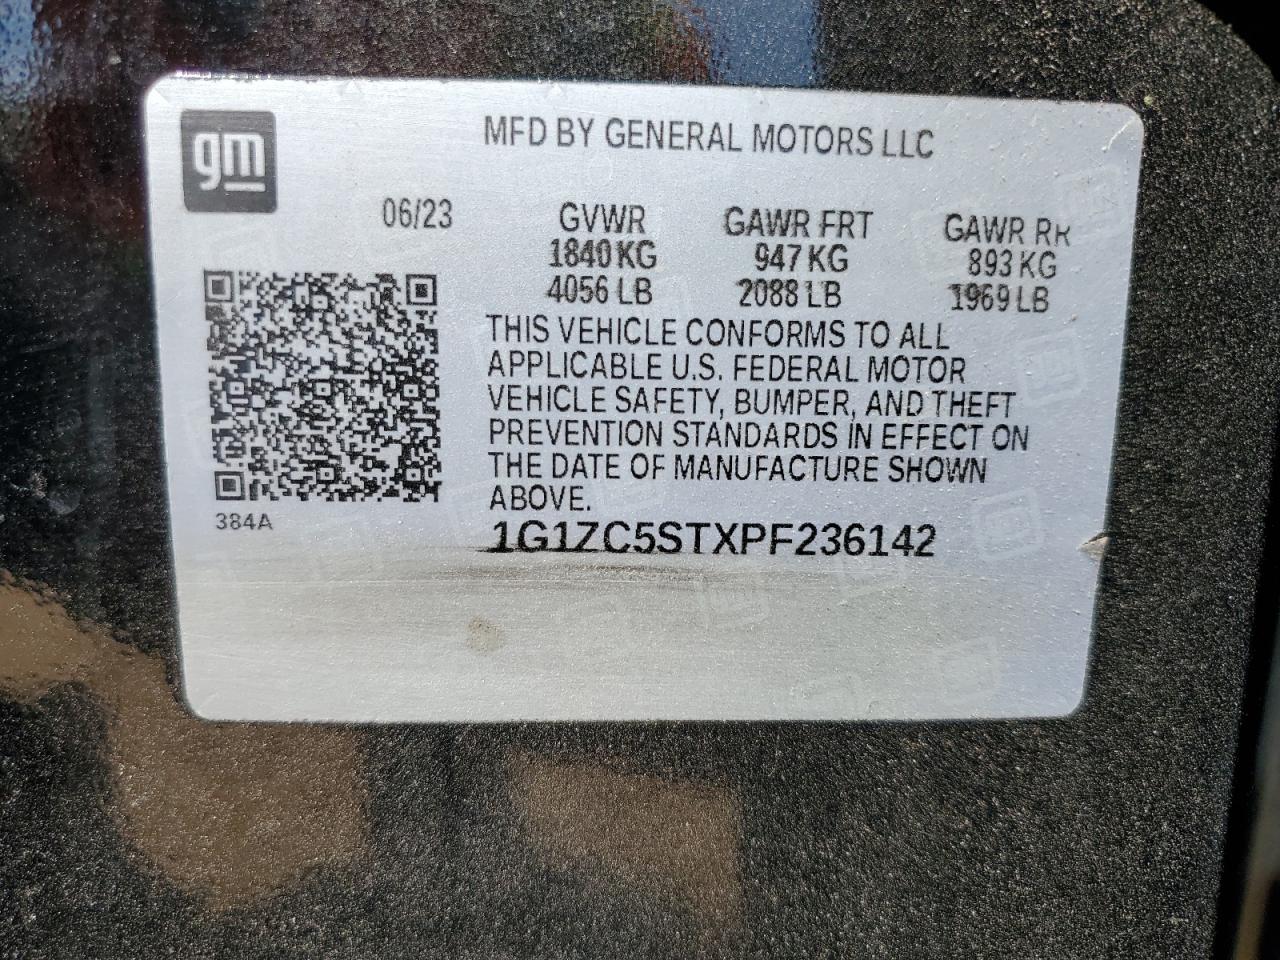 gm
MFD BY GENERAL MOTORS LLC
06/23
GVWR GAWR FRT GAWR RR
1840 KG 947 KG 893 KG
4056 LB 2088 LB 1969 LB
THIS VEHICLE CONFORMS TO ALL
APPLICABLE U.S. FEDERAL MOTOR
VEHICLE SAFETY, BUMPER, AND THEFT
PREVENTION STANDARDS IN EFFECT ON
THE DATE OF MANUFACTURE SHOWN
ABOVE.
384A
1G1ZC5STXPF236142